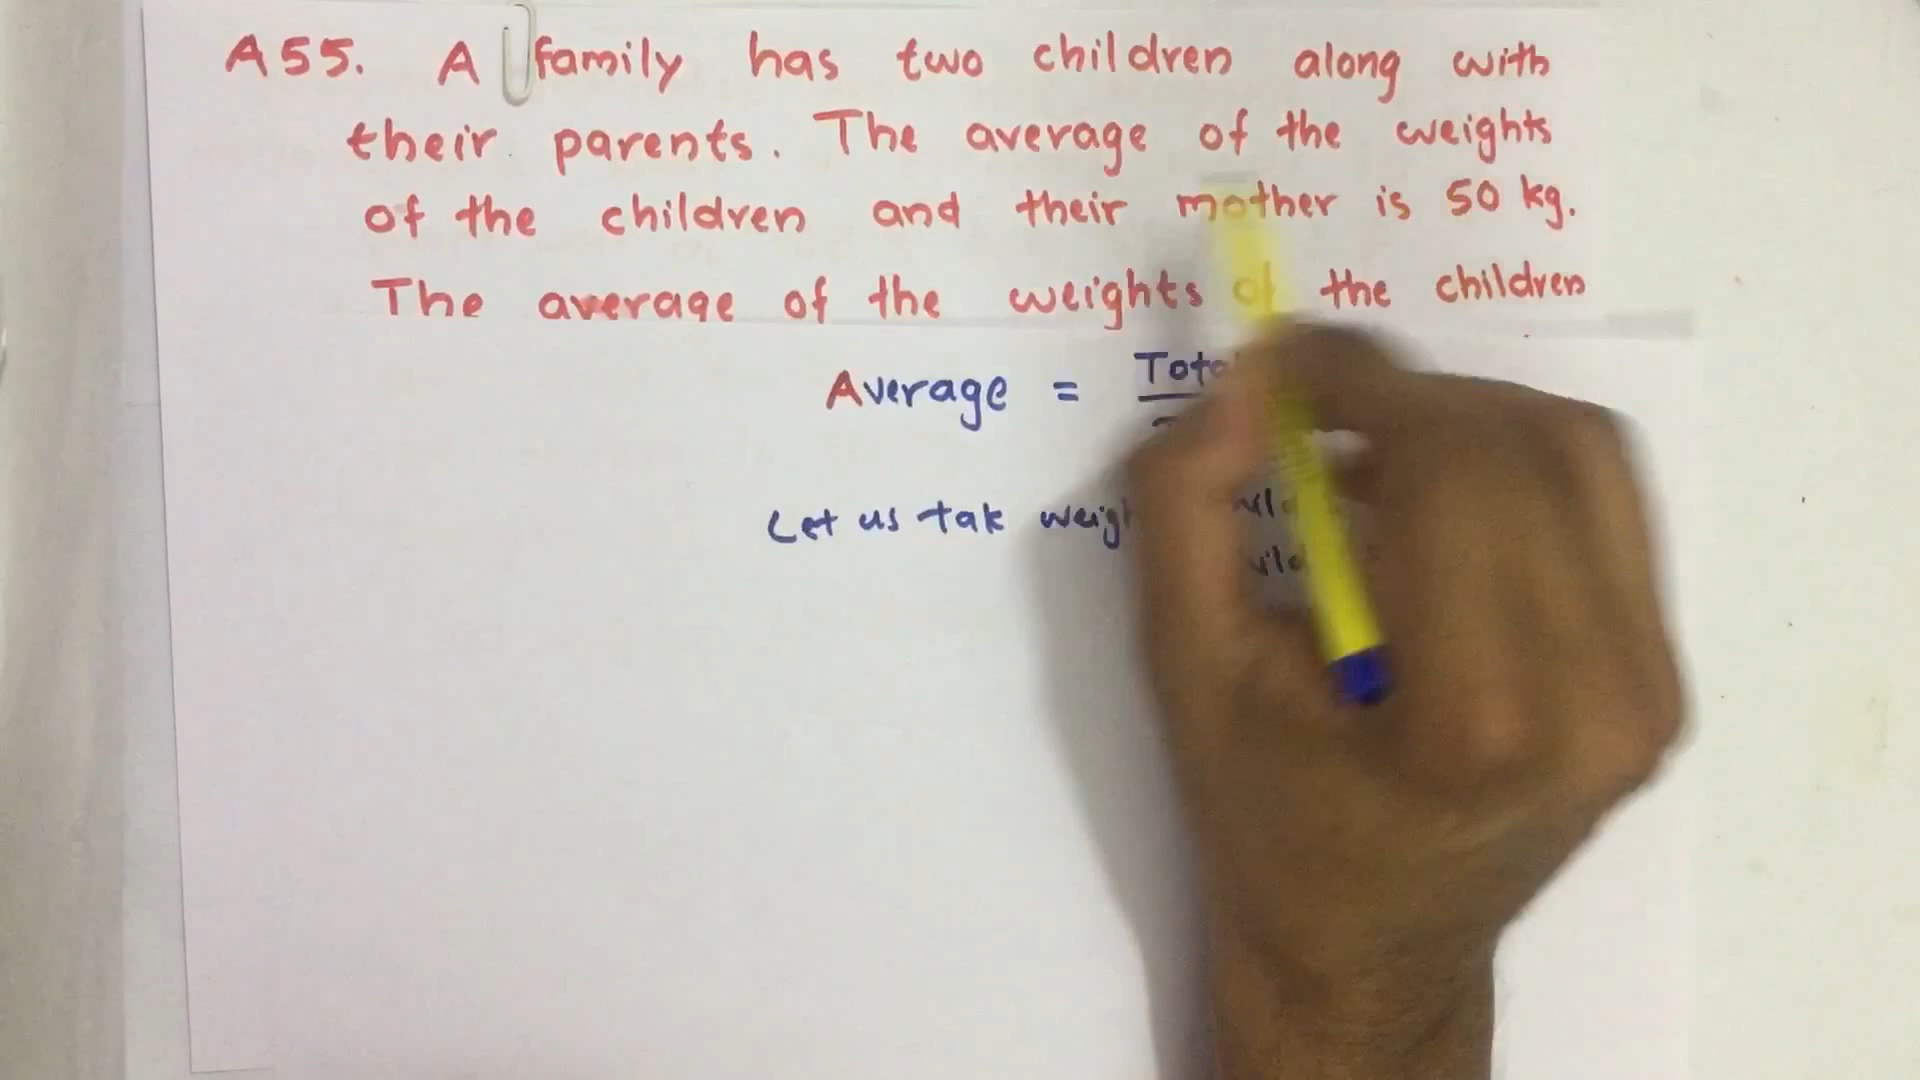 A55. A family has two children along with
their parents. The average of the weights
of the children and their mother is 50 kg.
The average of the weights of the children
Average =
Let us tak